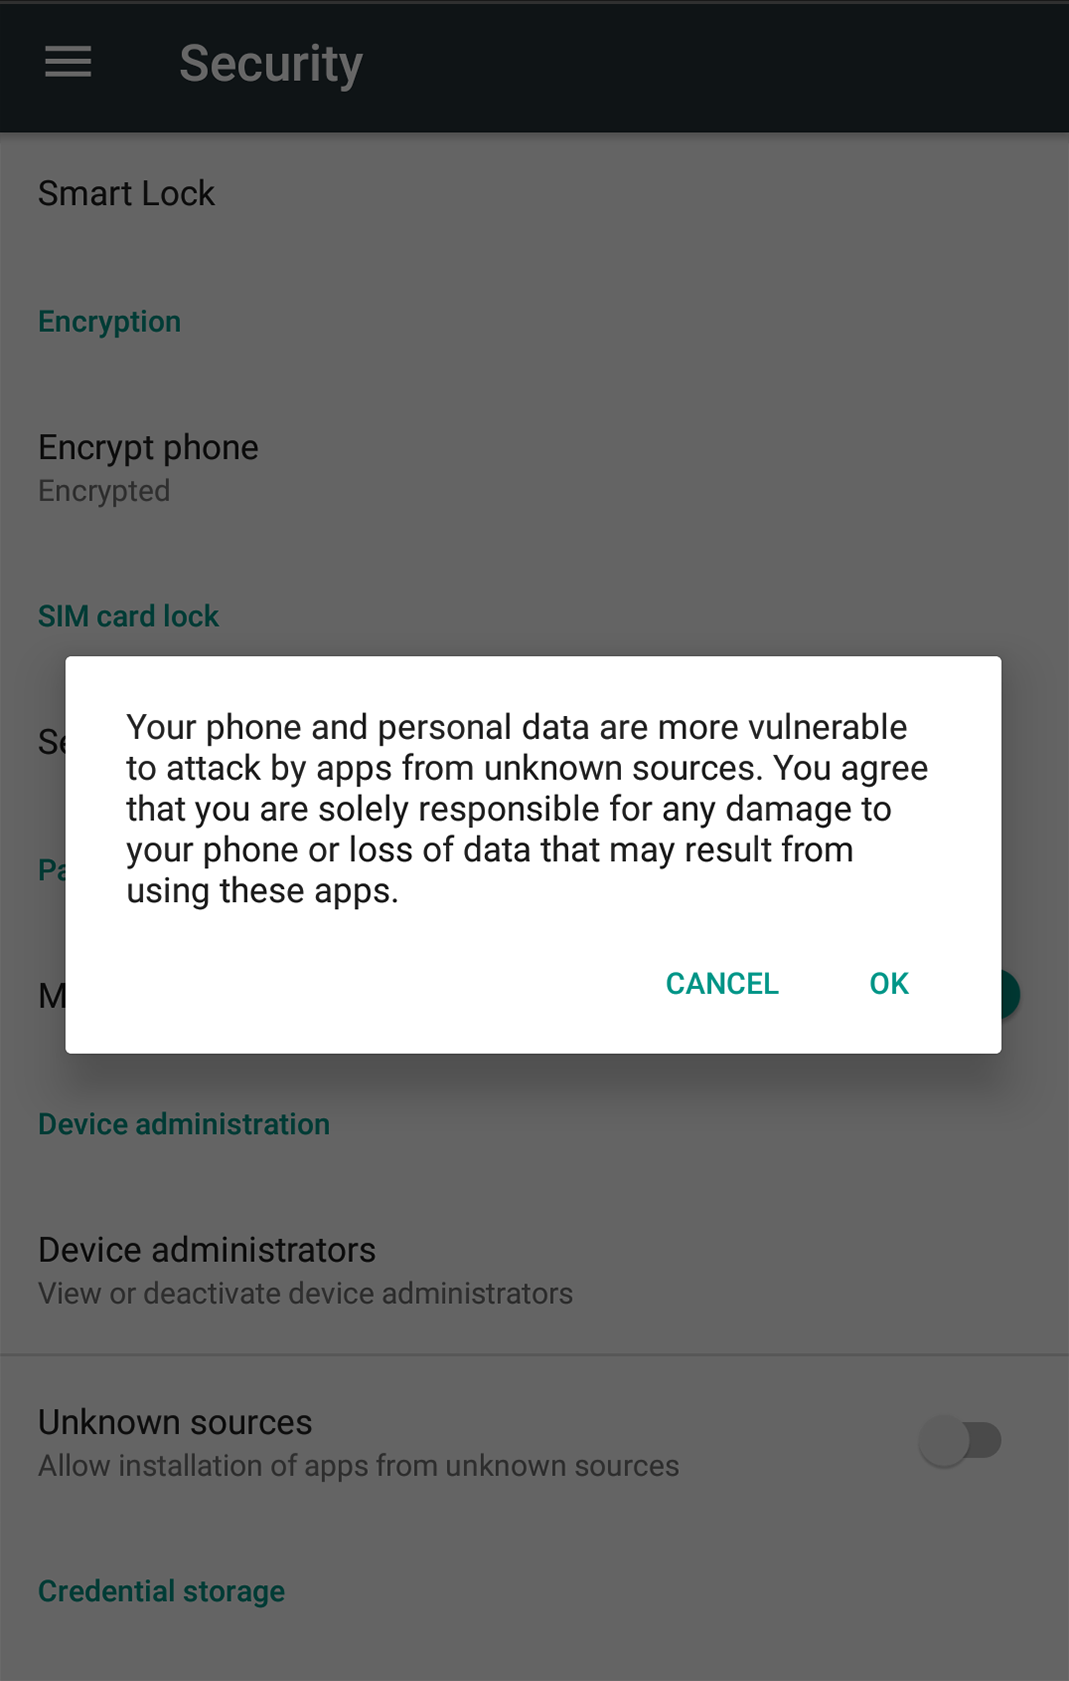 Security
Smart Lock
Encryption
Encrypt phone
Encrypted
SIM card lock
Your phone and personal data are more vulnerable
to attack by apps from unknown sources. You agree
that you are solely responsible for any damage to
your phone or loss of data that may result from
using these apps.
CANCEL OK
Device administration
Device administrators
View or deactivate device administrators
Unknown sources
Allow installation of apps from unknown sources
Credential storage